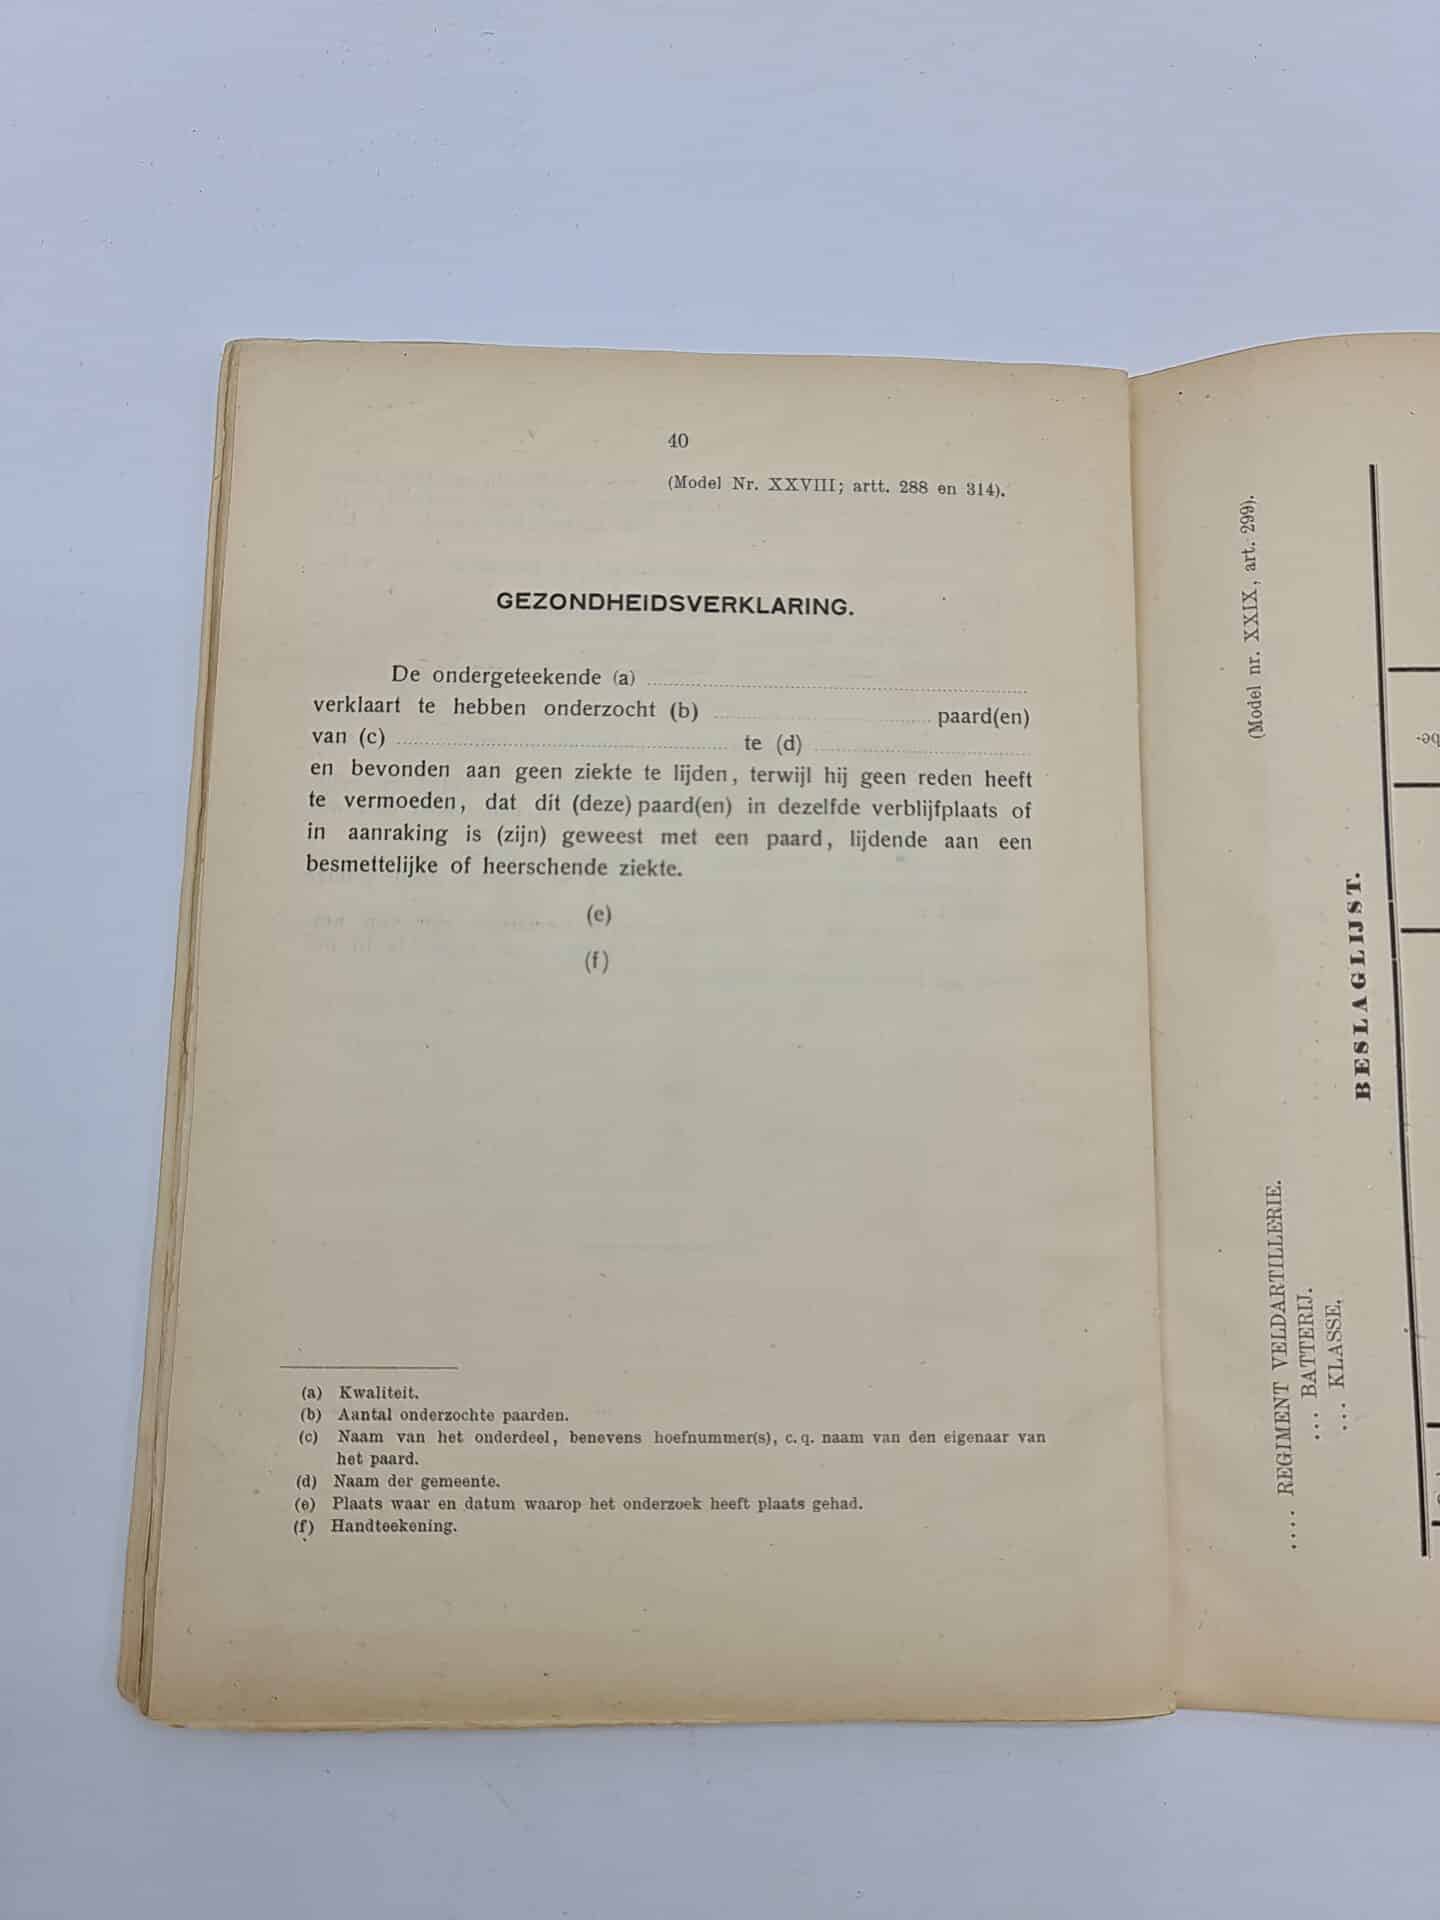 40
(Model Nr. XXVIII; artt. 288 en 314).
GEZONDHEIDSVERKLARING.
De ondergeteekende (a)
verklaart te hebben onderzocht (b) paard(en)
van (c) te (d)
en bevonden aan geen ziekte te lijden, terwijl hij geen reden heeft
te vermoeden, dat dit (deze) paard(en) in dezelfde verblijfplaats of
in aanraking is (zijn) geweest met een paard, lijdende aan een
besmettelijke of heerschende ziekte.
(e)
(f)
(a) Kwaliteit.
(b) Aantal onderzochte paarden.
(c) Naam van het onderdeel, benevens hoefnummer(s), c.q. naam van den eigenaar van
het paard.
(d) Naam der gemeente.
(e) Plaats waar en datum waarop het onderzoek heeft plaats gehad.
(f) Handteekening.
(Model nr. XXIX, art. 299).
.... REGIMENT VELDARTILLERIE.
... BATTERIJ.
... KLASSE.
BESLAGLIJST.
be-